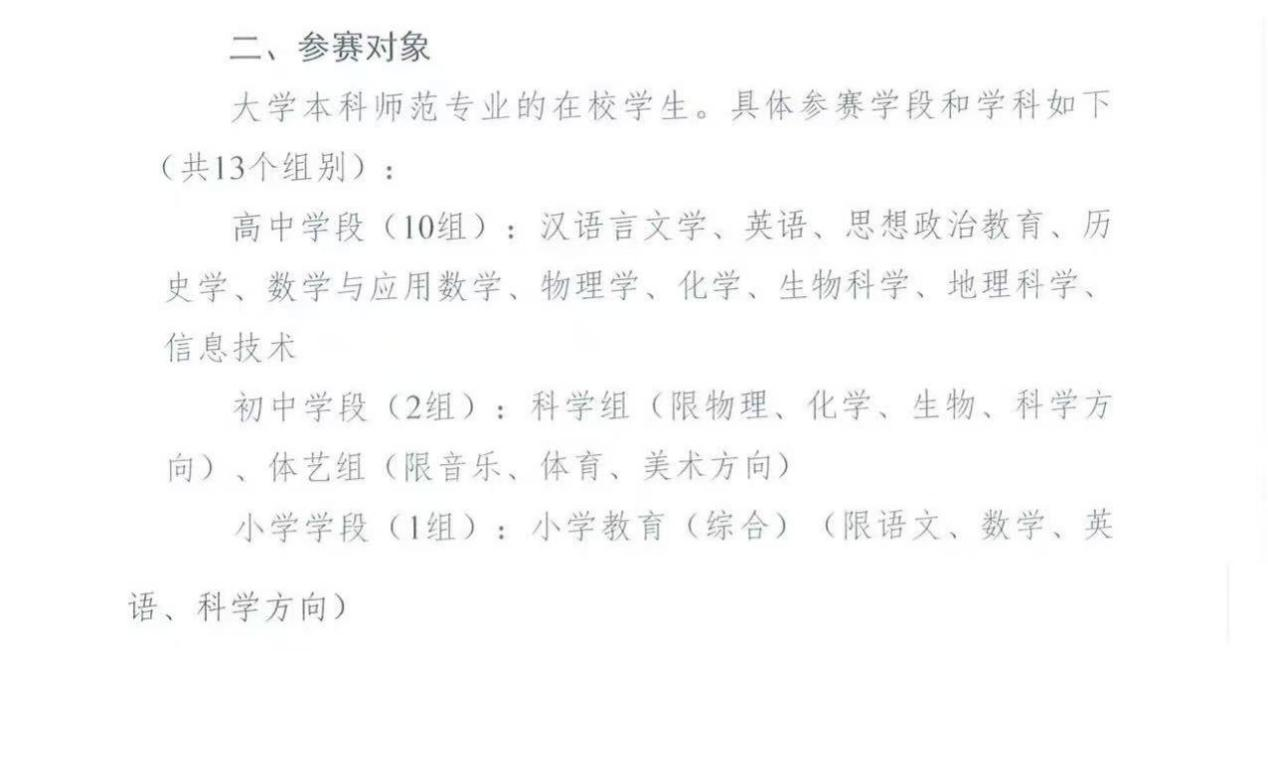 二、参赛对象
大学本科师范专业的在校学生。具体参赛学段和学科如下
（共13个组别）：
高中学段（10组）：汉语言文学、英语、思想政治教育、历
史学、数学与应用数学、物理学、化学、生物科学、地理科学、
信息技术
初中学段（2组）：科学组（限物理、化学、生物、科学方
向）、体艺组（限音乐、体育、美术方向）
小学学段（1组）：小学教育（综合）（限语文、数学、英
语、科学方向）